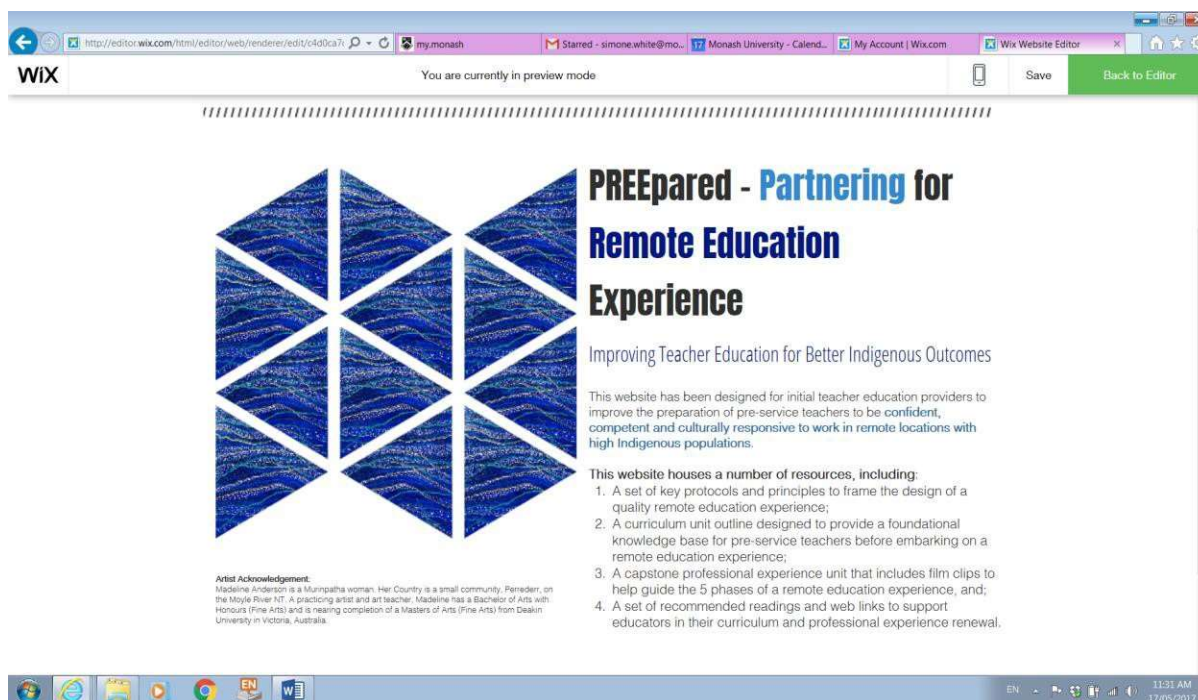 http://editor.wix.com/html/editor/web/renderer/edit/c4d0ca7
my.monash
Starred - simone.white@mo...
Monash University - Calend...
My Account | Wix.com
Wix Website Editor
WiX
You are currently in preview mode
Save
Back to Editor
PREEpared - Partnering for
Remote Education
Experience
Improving Teacher Education for Better Indigenous Outcomes
This website has been designed for initial teacher education providers to
improve the preparation of pre-service teachers to be confident,
competent and culturally responsive to work in remote locations with
high Indigenous populations.
This website houses a number of resources, including:
1. A set of key protocols and principles to frame the design of a
quality remote education experience;
2. A curriculum unit outline designed to provide a foundational
knowledge base for pre-service teachers before embarking on a
remote education experience;
3. A capstone professional experience unit that includes film clips to
help guide the 5 phases of a remote education experience, and;
4. A set of recommended readings and web links to support
educators in their curriculum and professional experience renewal.
Artist Acknowledgement:
Madeline Anderson is a Murinpatha woman. Her Country is a small community, Perrederr, on
the Moyle River NT. A practicing artist and art teacher, Madeline has a Bachelor of Arts with
Honours (Fine Arts) and is nearing completion of a Masters of Arts (Fine Arts) from Deakin
University in Victoria, Australia.
EN
EN
11:31 AM
17/05/2017